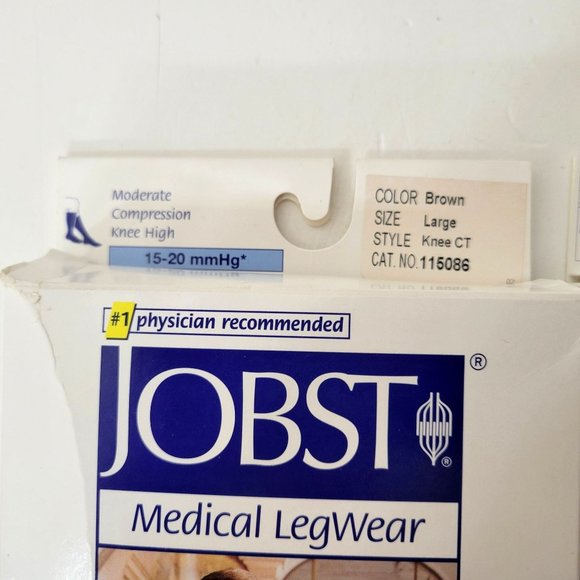 Moderate
Compression
Knee High
15-20 mmHg*
COLOR Brown
SIZE Large
STYLE Knee CT
CAT. NO. 115086
#1 physician recommended
JOBST ®
®
Medical LegWear